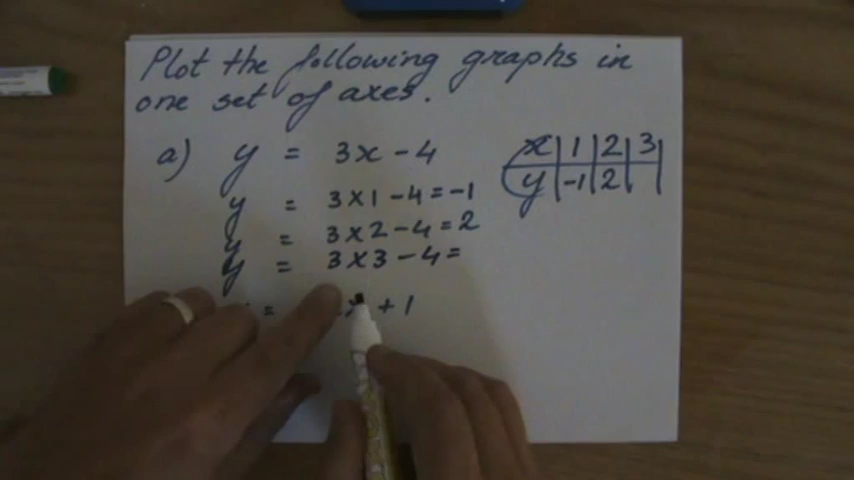 Plot the following graphs in
one set of axes.
a) y = 3x - 4
x | 1 | 2 | 3 |
y | -1 | 2 | |
y = 3x1 - 4 = -1
y = 3x2 - 4 = 2
y = 3x3 - 4 =
= x + 1